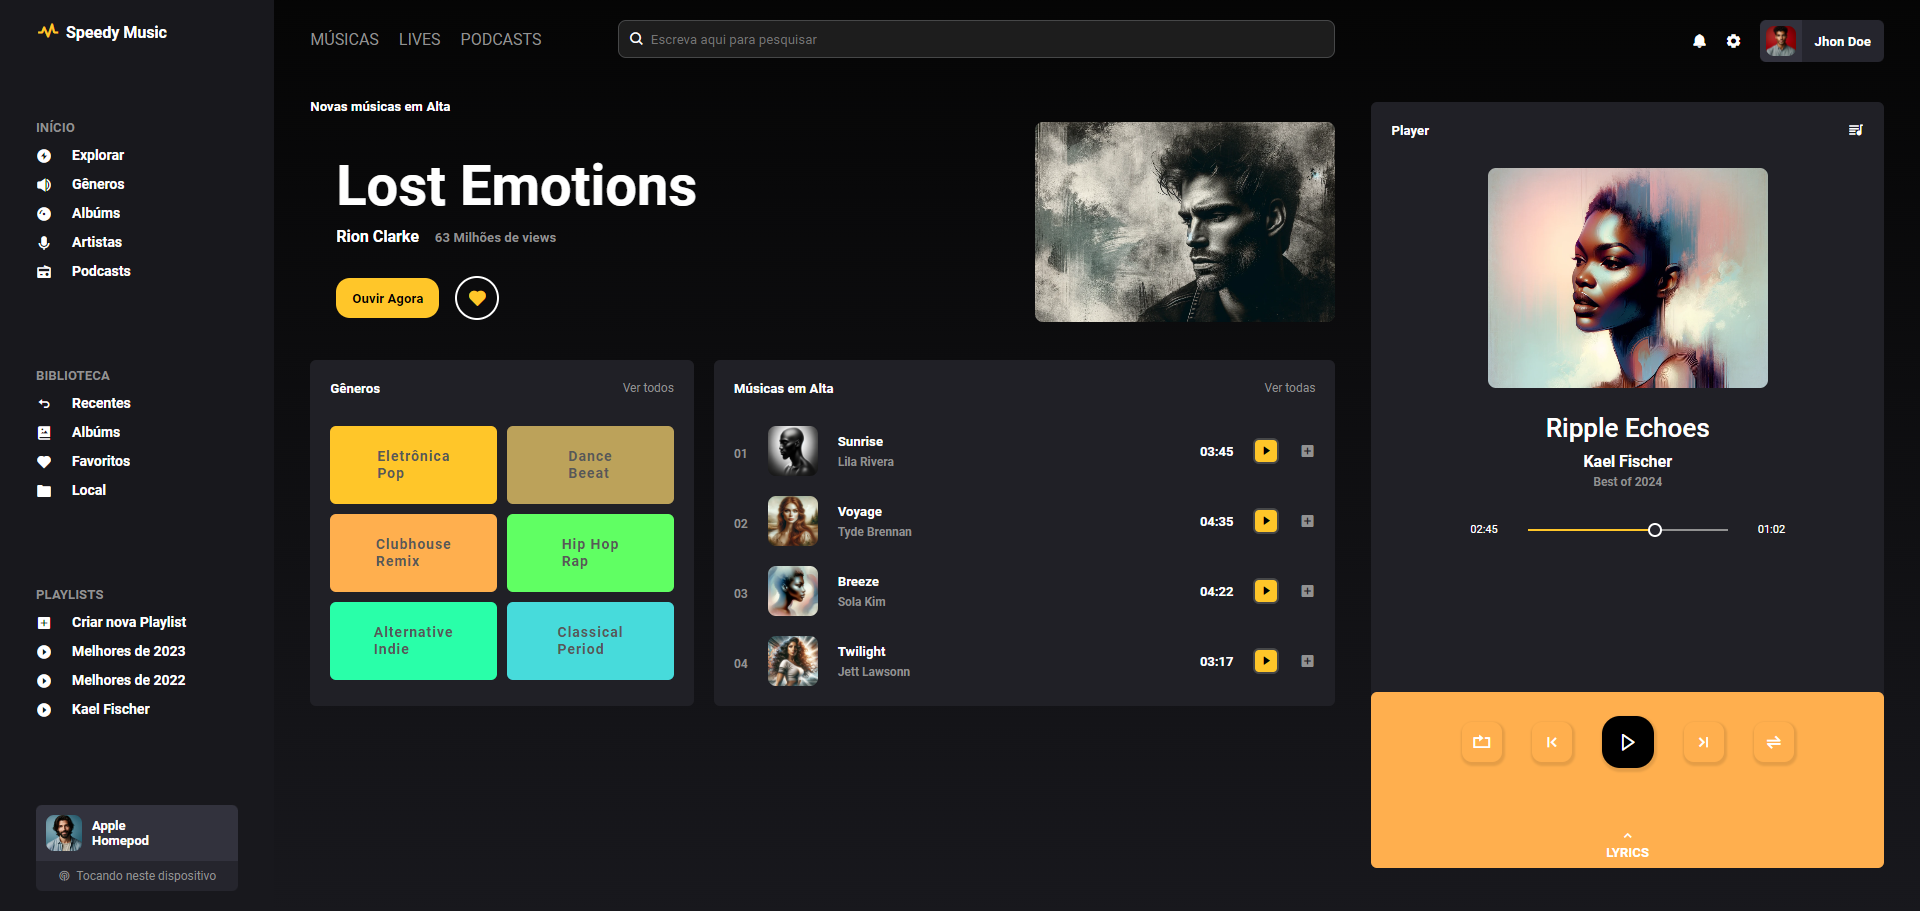 Speedy Music
MÚSICAS LIVES PODCASTS
Escreva aqui para pesquisar
Jhon Doe
INÍCIO
Explorar
Gêneros
Albúms
Artistas
Podcasts
BIBLIOTECA
Recentes
Albúms
Favoritos
Local
PLAYLISTS
Criar nova Playlist
Melhores de 2023
Melhores de 2022
Kael Fischer
Apple
Homepod
Tocando neste dispositivo
Novas músicas em Alta
Lost Emotions
Rion Clarke 63 Milhões de views
Ouvir Agora
Gêneros Ver todos
Eletrônica
Pop
Dance
Beeat
Clubhouse
Remix
Hip Hop
Rap
Alternative
Indie
Classical
Period
Músicas em Alta Ver todas
01 Sunrise 03:45
Lila Rivera
02 Voyage 04:35
Tyde Brennan
03 Breeze 04:22
Sola Kim
04 Twilight 03:17
Jett Lawsonn
Player
Ripple Echoes
Kael Fischer
Best of 2024
02:45 01:02
LYRICS